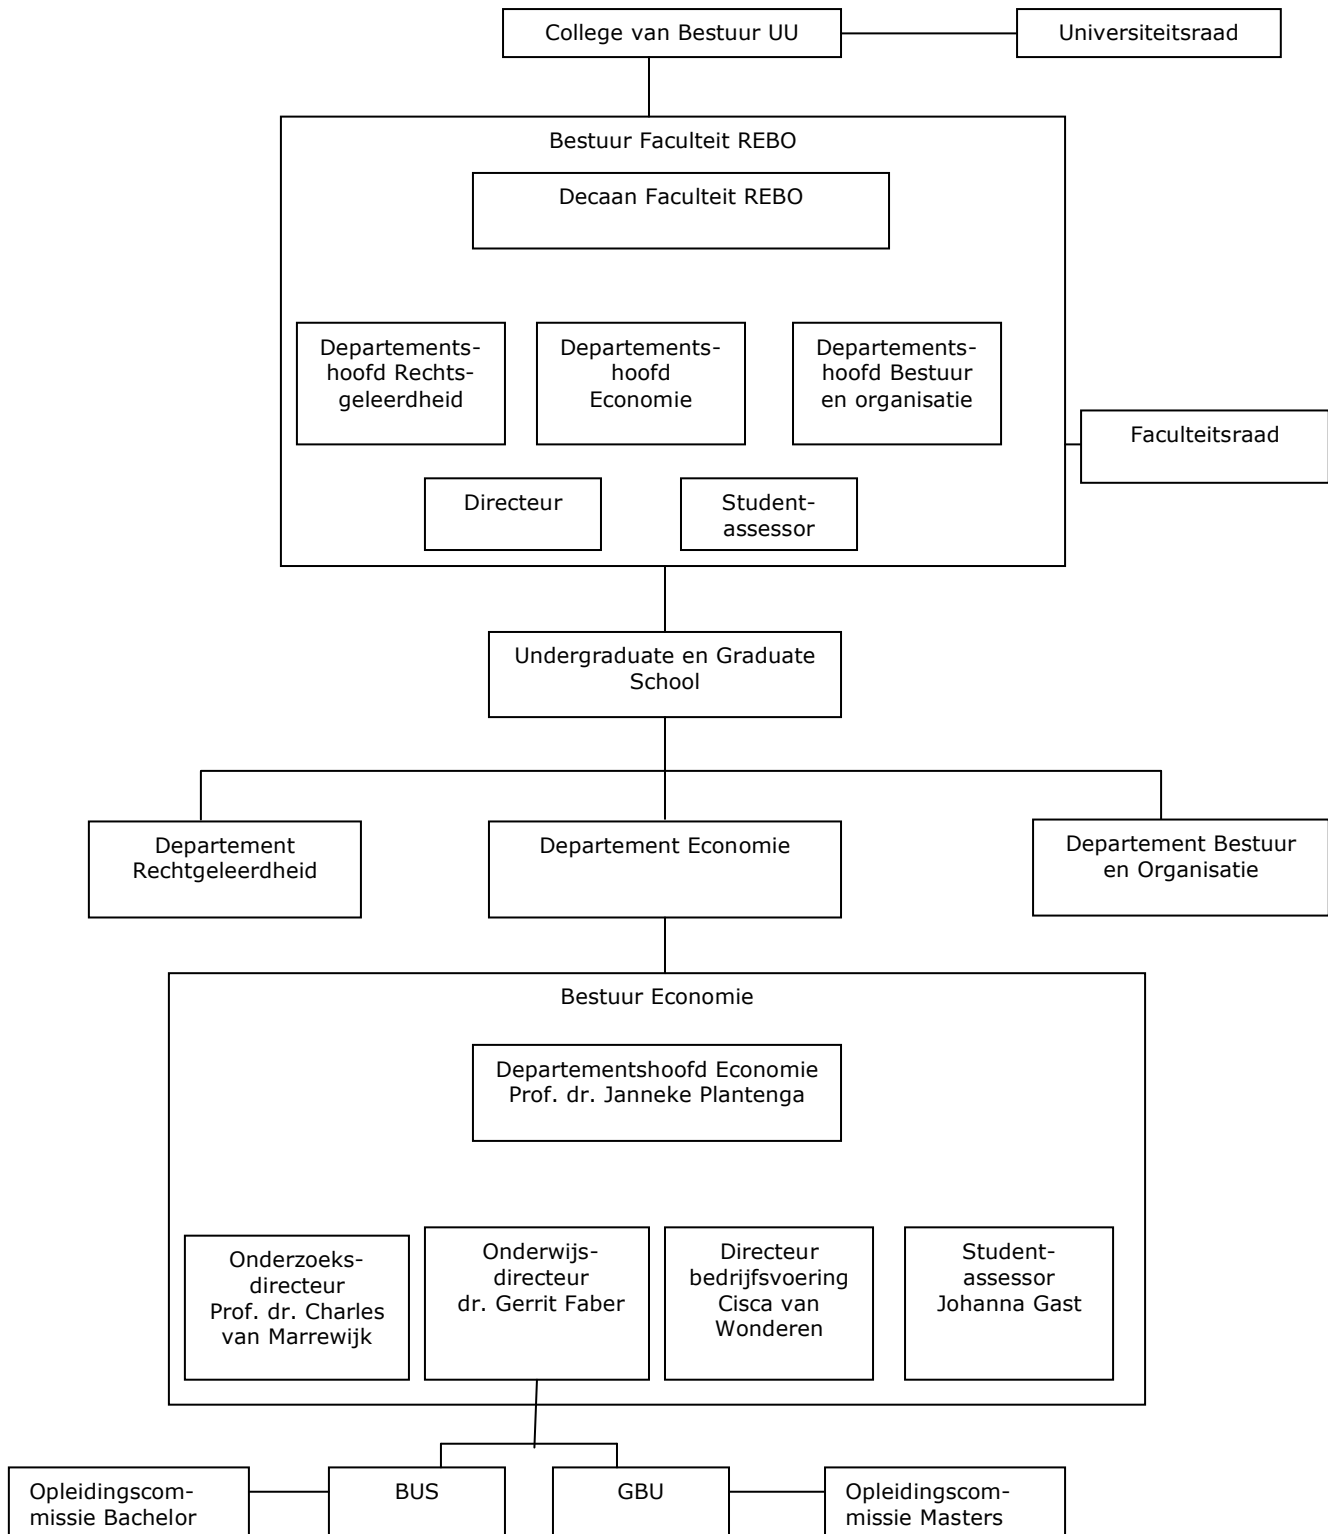 College van Bestuur UU
Universiteitsraad
Bestuur Faculteit REBO
Decaan Faculteit REBO
Departements-
hoofd Rechts-
geleerdheid
Departements-
hoofd
Economie
Departements-
hoofd Bestuur
en organisatie
Faculteitsraad
Directeur
Student-
assessor
Undergraduate en Graduate
School
Departement
Rechtgeleerdheid
Departement Economie
Departement Bestuur
en Organisatie
Bestuur Economie
Departementshoofd Economie
Prof. dr. Janneke Plantenga
Onderzoeks-
directeur
Prof. dr. Charles
van Marrewijk
Onderwijs-
directeur
dr. Gerrit Faber
Directeur
bedrijfsvoering
Cisca van
Wonderen
Student-
assessor
Johanna Gast
Opleidingscom-
missie Bachelor
BUS
GBU
Opleidingscom-
missie Masters